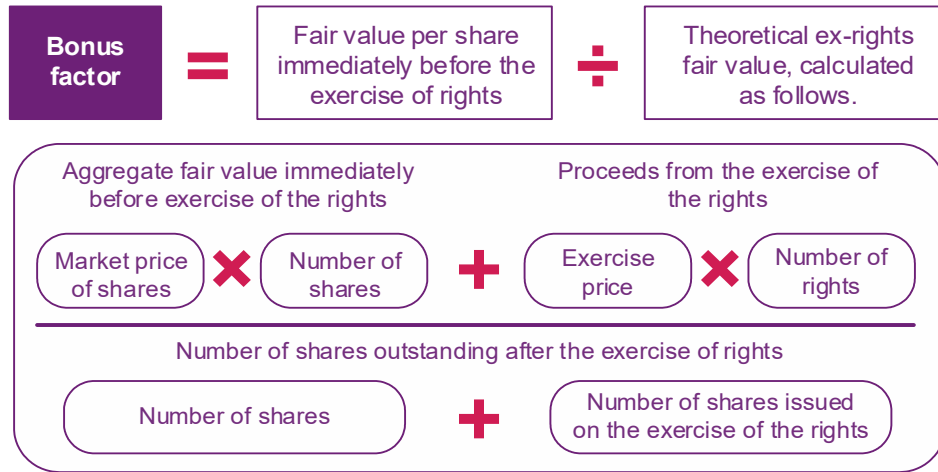 Bonus
factor
=
Fair value per share
immediately before the
exercise of rights
÷
Theoretical ex-rights
fair value, calculated
as follows.
Aggregate fair value immediately
before exercise of the rights
Proceeds from the exercise of
the rights
Market price
of shares
×
Number of
shares
+
Exercise
price
×
Number of
rights
Number of shares outstanding after the exercise of rights
Number of shares
+
Number of shares issued
on the exercise of the rights